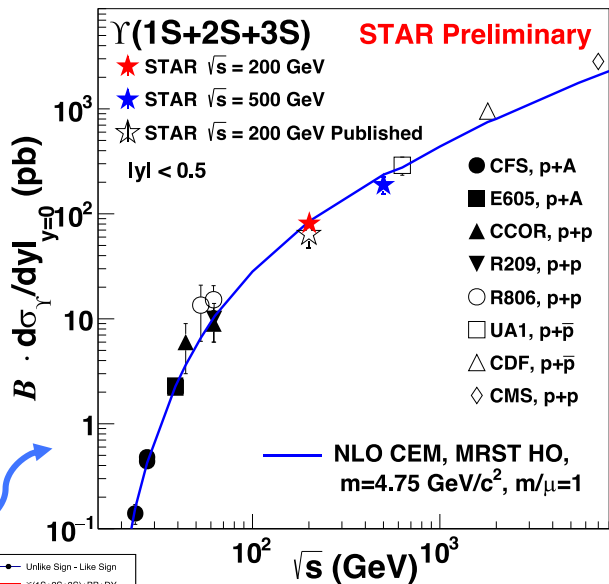 ϒ(1S+2S+3S)
STAR Preliminary
STAR √s = 200 GeV
STAR √s = 500 GeV
STAR √s = 200 GeV Published
|y| < 0.5
CFS, p+A
E605, p+A
CCOR, p+p
R209, p+p
R806, p+p
UA1, p+p̅
CDF, p+p̅
CMS, p+p
NLO CEM, MRST HO,
m=4.75 GeV/c², m/μ=1
B · dσϒ/dy|y=0 (pb)
10³
10²
10
1
10⁻¹
10²
10³
√s (GeV)
Unlike Sign - Like Sign